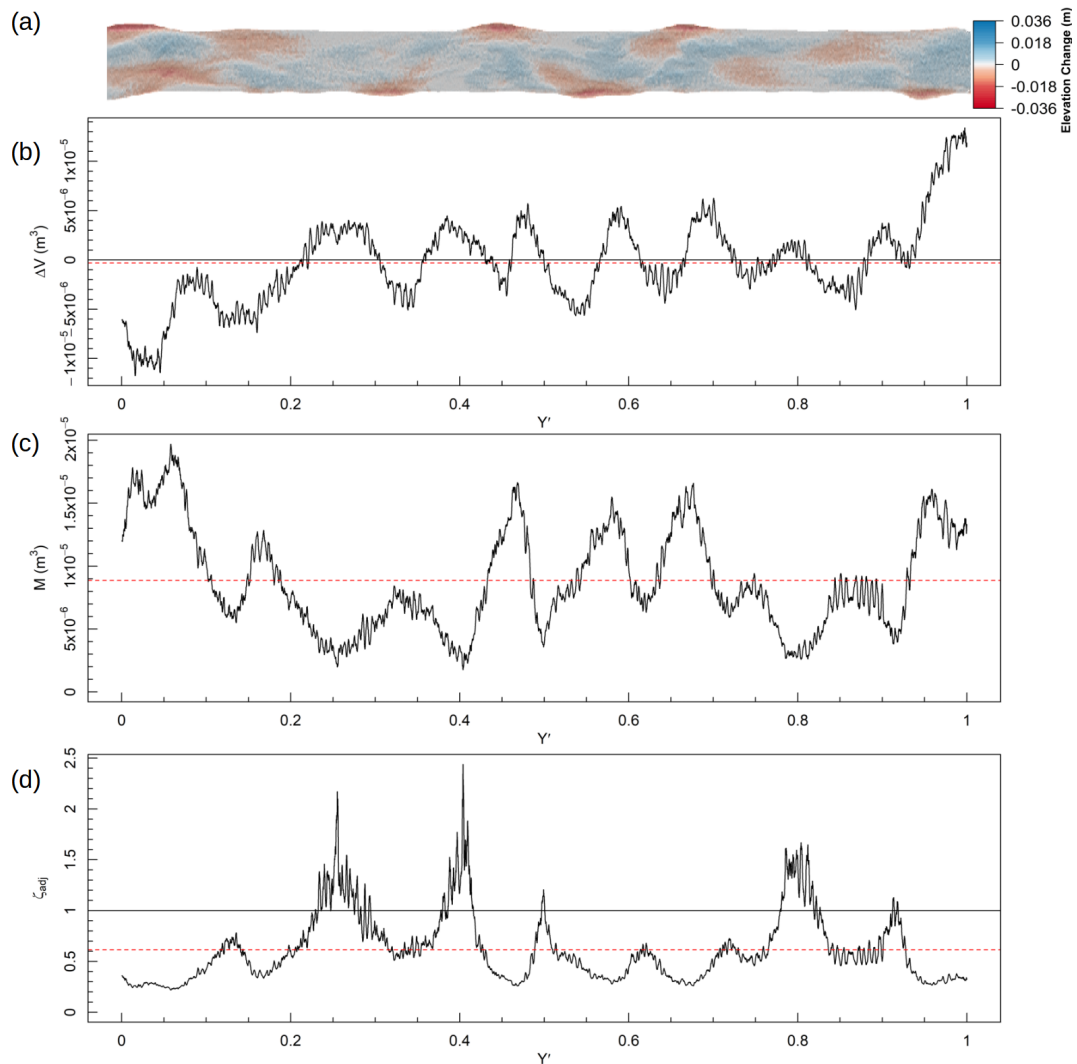 (a)
0.036
0.018
0
-0.018
-0.036
Elevation Change (m)
(b)
ΔV (m³)
−1x10⁻⁵
−5x10⁻⁶
0
5x10⁻⁶
1x10⁻⁵
0 0.2 0.4 0.6 0.8 1
Y′
(c)
M (m³)
0
5x10⁻⁶
1x10⁻⁵
1.5x10⁻⁵
2x10⁻⁵
0 0.2 0.4 0.6 0.8 1
Y′
(d)
ζadj
0
0.5
1
1.5
2
2.5
0 0.2 0.4 0.6 0.8 1
Y′